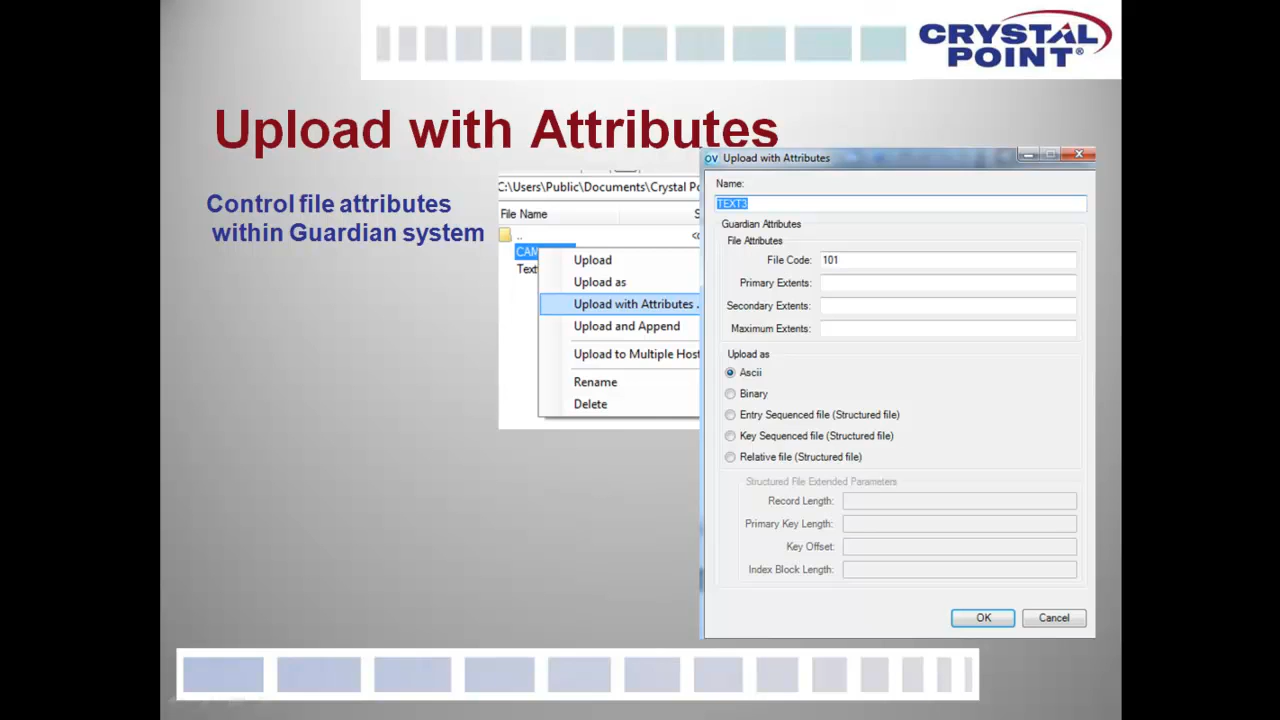 CRYSTAL
POINT®
Upload with Attributes
Control file attributes
within Guardian system
C:\Users\Public\Documents\Crystal Po
File Name
S
..
<
CAM
Text
Upload
Upload as
Upload with Attributes .
Upload and Append
Upload to Multiple Host
Rename
Delete
OV Upload with Attributes
Name:
TEXT3
Guardian Attributes
File Attributes
File Code: 101
Primary Extents:
Secondary Extents:
Maximum Extents:
Upload as
Ascii
Binary
Entry Sequenced file (Structured file)
Key Sequenced file (Structured file)
Relative file (Structured file)
Structured File Extended Parameters
Record Length:
Primary Key Length:
Key Offset:
Index Block Length:
OK Cancel